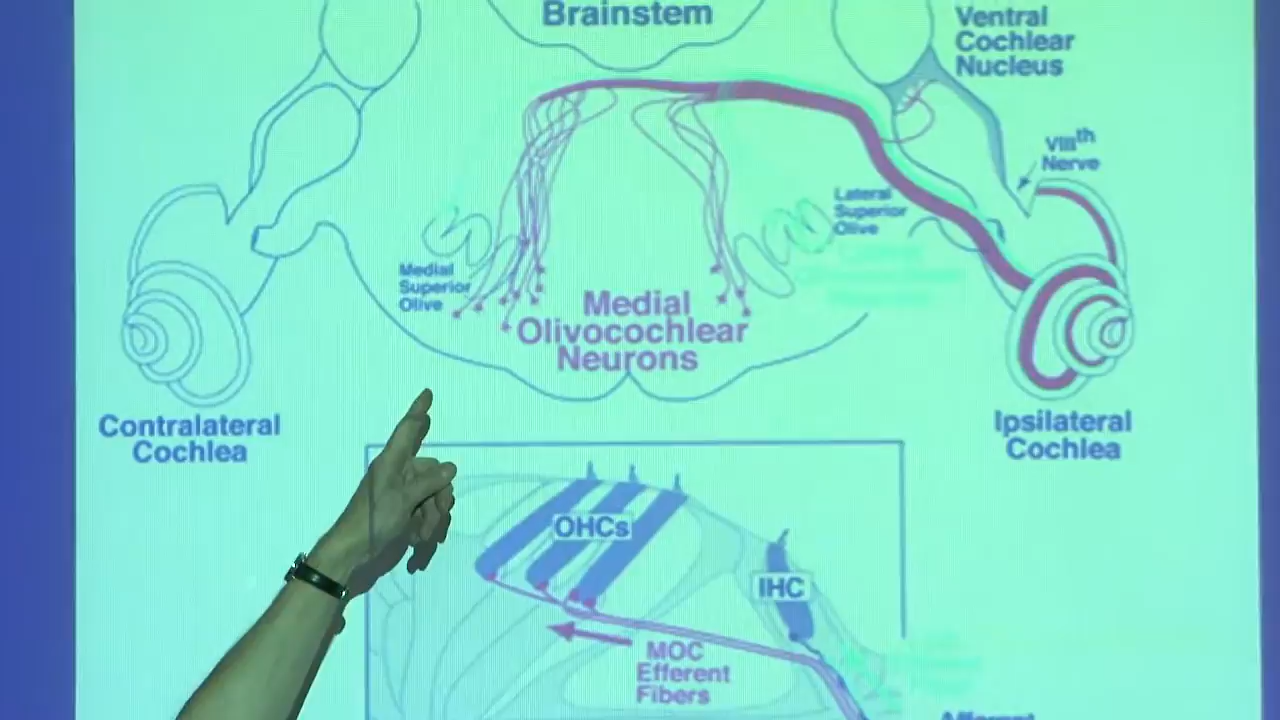 Brainstem
Ventral
Cochlear
Nucleus
VIIIth
Nerve
Lateral
Superior
Olive
Medial
Superior
Olive
Medial
Olivocochlear
Neurons
Contralateral
Cochlea
Ipsilateral
Cochlea
OHCs
IHC
MOC
Efferent
Fibers
Afferent